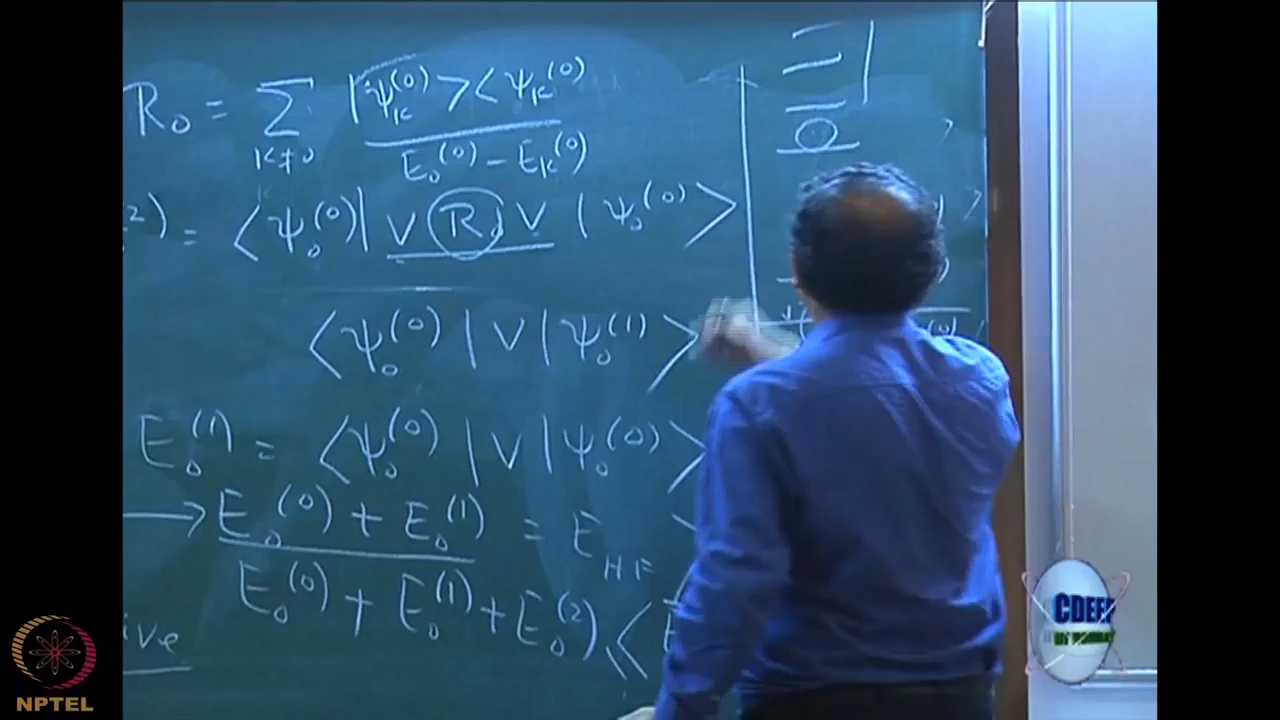 R₀ = Σ_{K≠0} |ψ_K^(0)><ψ_K^(0) / E₀^(0) − E_K^(0)
2) = <ψ₀^(0)| V R₀ V |ψ₀^(0)>
<ψ₀^(0)|V|ψ₀^(1)>
E₀^(1) = <ψ₀^(0)|V|ψ₀^(0)>
→ E₀^(0) + E₀^(1) = E_HF
E₀^(0) + E₀^(1) + E₀^(2) <
ive
CDEEP
NPTEL